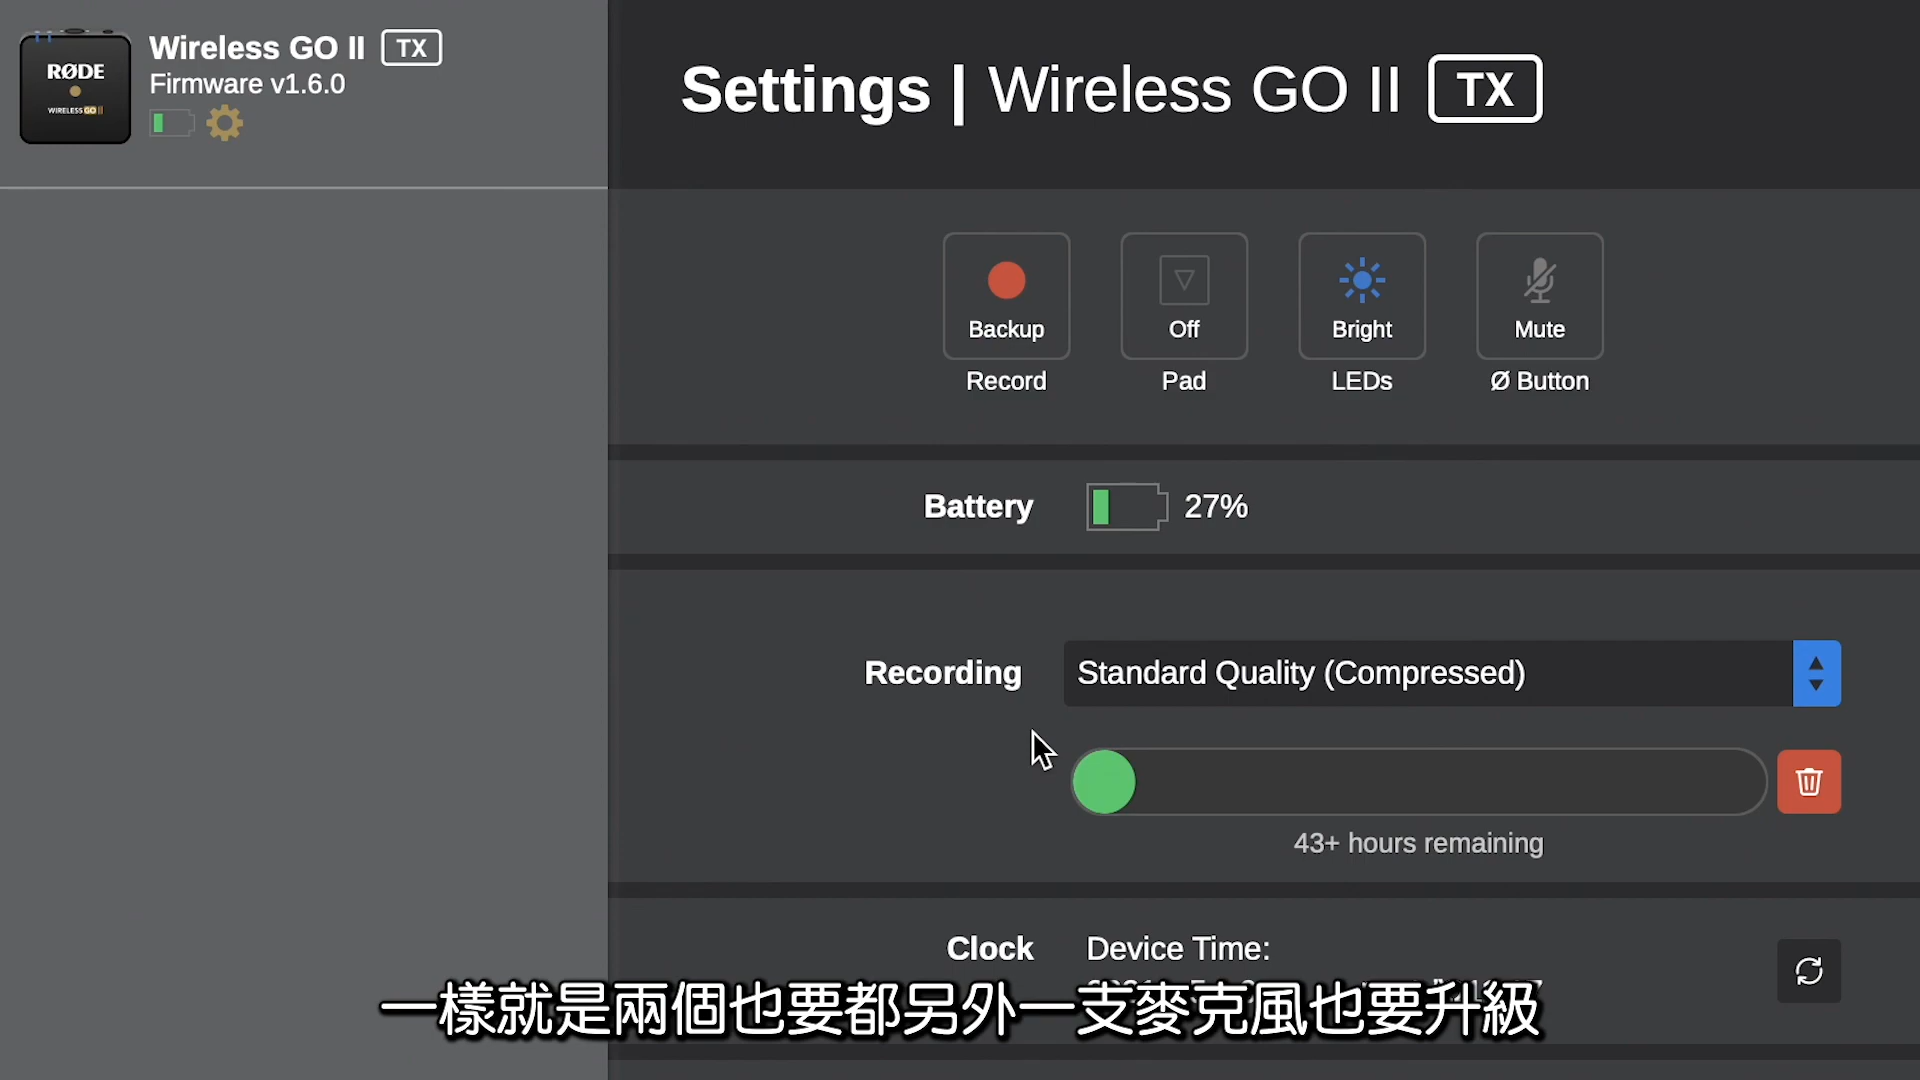 Wireless GO II TX
Firmware v1.6.0
RØDE
WIRELESS GO II
Settings | Wireless GO II TX
Backup
Off
Bright
Mute
Record
Pad
LEDs
Ø Button
Battery 27%
Recording Standard Quality (Compressed)
43+ hours remaining
Clock Device Time:
一樣就是兩個也要都另外一支麥克風也要升級